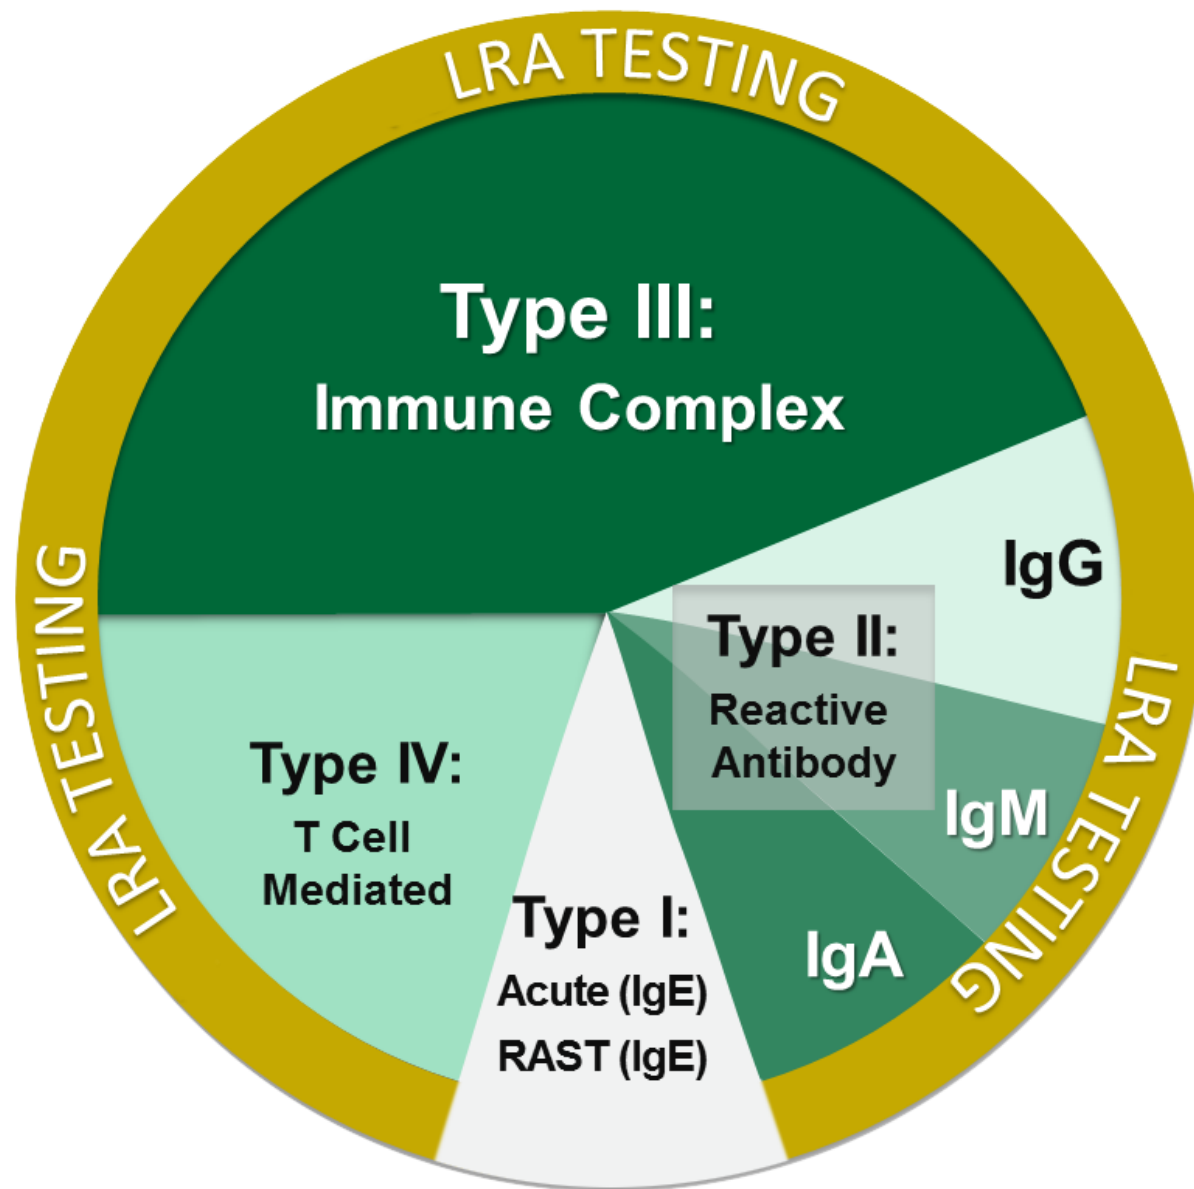 LRA TESTING
Type III:
Immune Complex
IgG
Type II:
Reactive
Antibody
IgM
IgA
LRA TESTING
Type I:
Acute (IgE)
RAST (IgE)
Type IV:
T Cell
Mediated
LRA TESTING